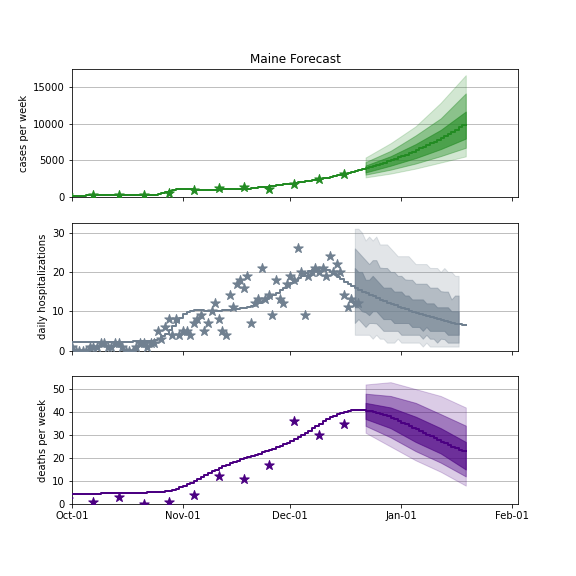 Maine Forecast
cases per week
15000
10000
5000
0
daily hospitalizations
30
20
10
0
deaths per week
50
40
30
20
10
0
Oct-01 Nov-01 Dec-01 Jan-01 Feb-01